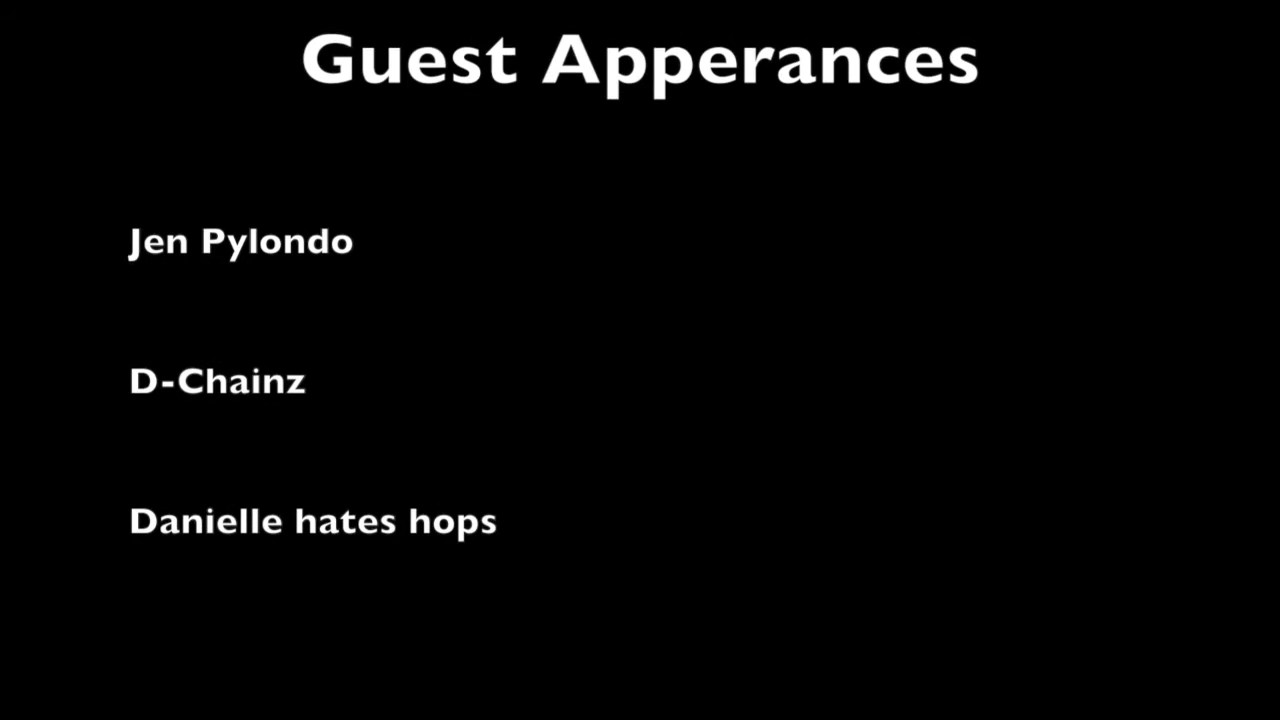 Guest Apperances
Jen Pylondo
D-Chainz
Danielle hates hops